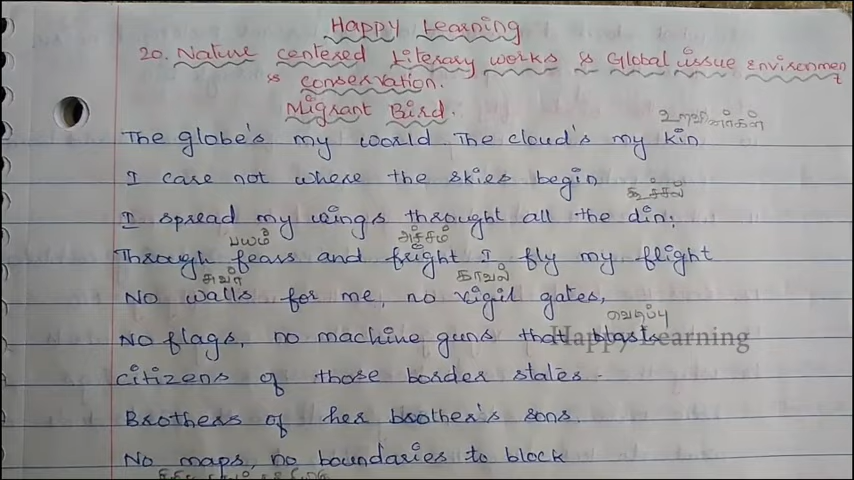 Happy Learning
20. Nature centered Literary works & Global issue Environment
& conservation.
Migrant Bird.
உறவினர்கள்
The globe's my world. The cloud's my kin
I care not where the skies begin
கூச்சல்
I spread my wings throught all the din;
பயம் அச்சம்
Through fears and fright I fly my flight
சுவர் காவல்
No walls for me, no vigil gates,
வெடிப்பு
No flags, no machine guns that blasts
Happy Learning
citizens of those border states.
Brothers of her brother's sons.
No maps, no boundaries to block